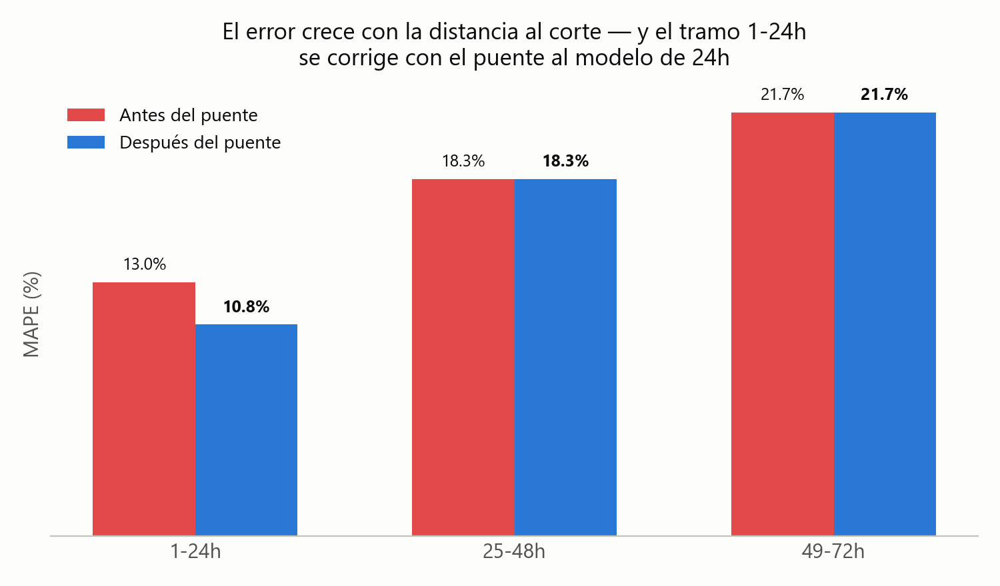 El error crece con la distancia al corte — y el tramo 1-24h
se corrige con el puente al modelo de 24h
Antes del puente
Después del puente
MAPE (%)
13.0%
10.8%
18.3%
18.3%
21.7%
21.7%
1-24h
25-48h
49-72h